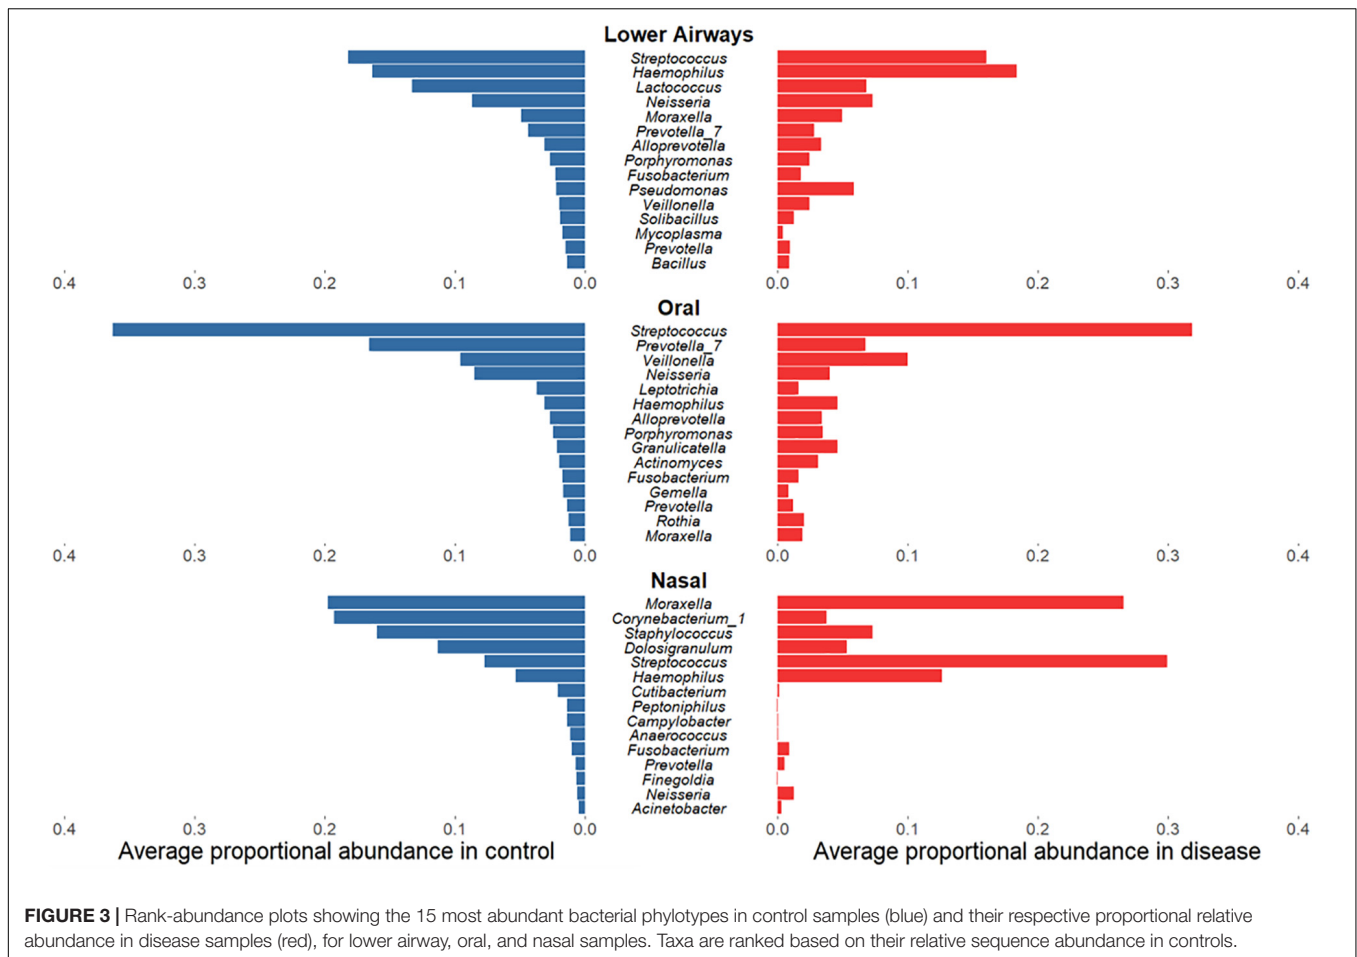 Lower Airways
Streptococcus
Haemophilus
Lactococcus
Neisseria
Moraxella
Prevotella_7
Alloprevotella
Porphyromonas
Fusobacterium
Pseudomonas
Veillonella
Solibacillus
Mycoplasma
Prevotella
Bacillus
0.4 0.3 0.2 0.1 0.0 0.0 0.1 0.2 0.3 0.4
Oral
Streptococcus
Prevotella_7
Veillonella
Neisseria
Leptotrichia
Haemophilus
Alloprevotella
Porphyromonas
Granulicatella
Actinomyces
Fusobacterium
Gemella
Prevotella
Rothia
Moraxella
0.4 0.3 0.2 0.1 0.0 0.0 0.1 0.2 0.3 0.4
Nasal
Moraxella
Corynebacterium_1
Staphylococcus
Dolosigranulum
Streptococcus
Haemophilus
Cutibacterium
Peptoniphilus
Campylobacter
Anaerococcus
Fusobacterium
Prevotella
Finegoldia
Neisseria
Acinetobacter
0.4 0.3 0.2 0.1 0.0 0.0 0.1 0.2 0.3 0.4
Average proportional abundance in control Average proportional abundance in disease
FIGURE 3 | Rank-abundance plots showing the 15 most abundant bacterial phylotypes in control samples (blue) and their respective proportional relative
abundance in disease samples (red), for lower airway, oral, and nasal samples. Taxa are ranked based on their relative sequence abundance in controls.